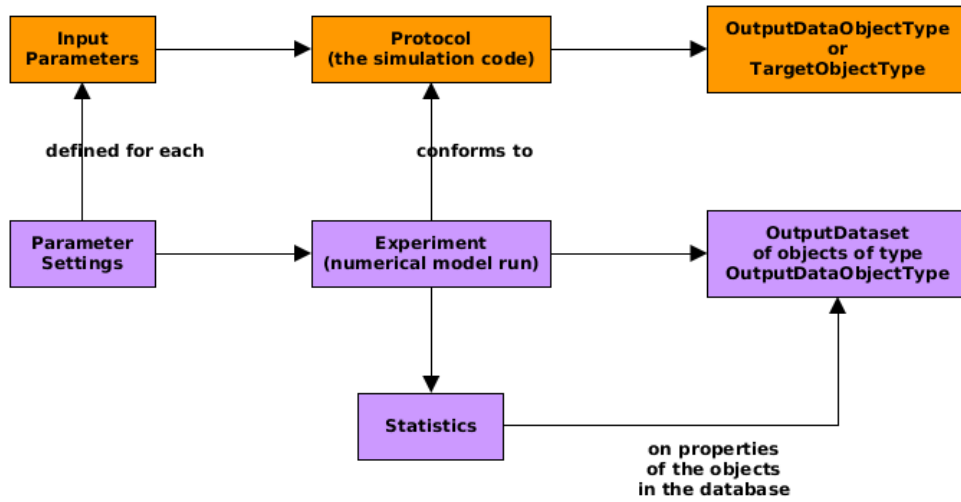 Input
Parameters
Protocol
(the simulation code)
OutputDataObjectType
or
TargetObjectType
defined for each
conforms to
Parameter
Settings
Experiment
(numerical model run)
OutputDataset
of objects of type
OutputDataObjectType
Statistics
on properties
of the objects
in the database